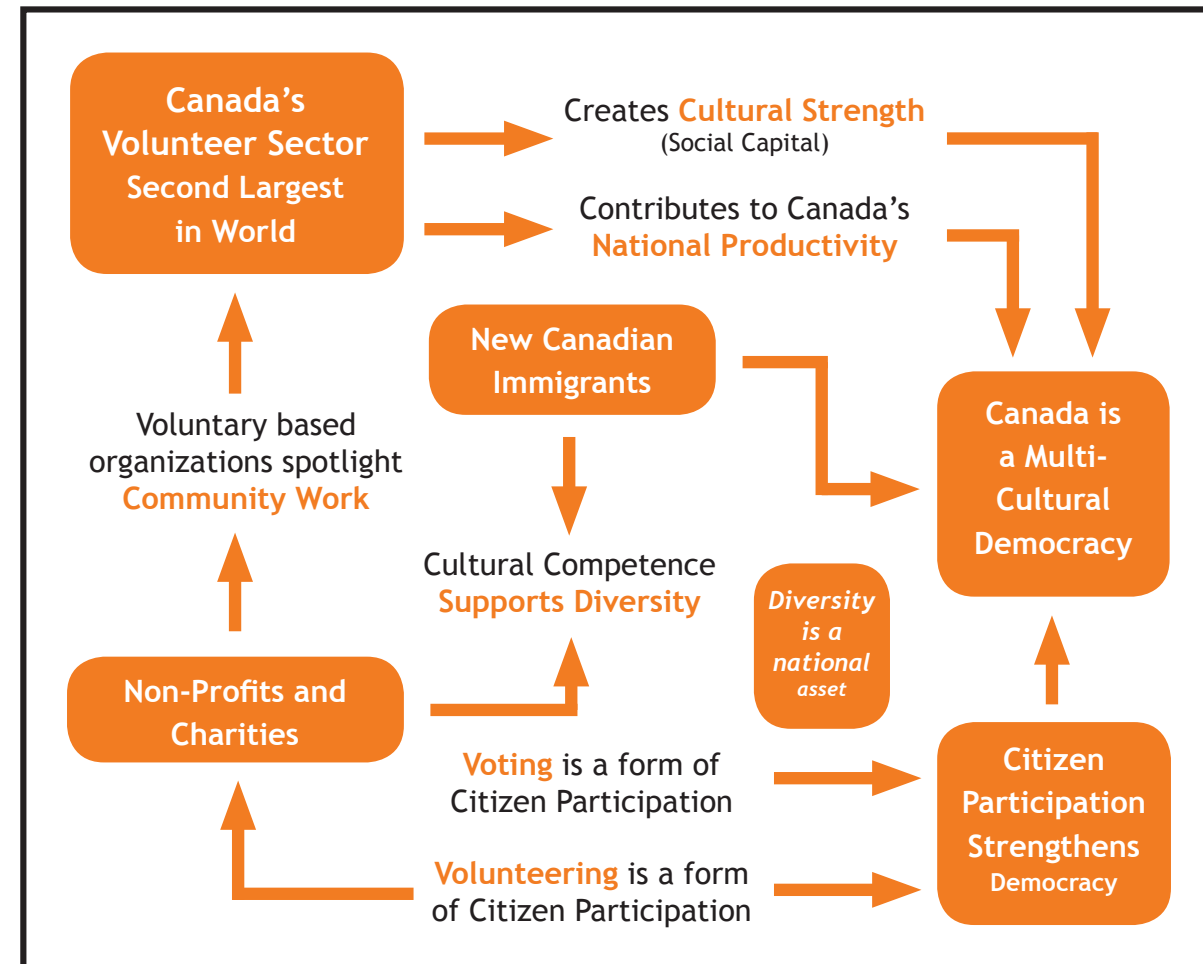 Canada’s
Volunteer Sector
Second Largest
in World
Creates Cultural Strength
(Social Capital)
Contributes to Canada’s
National Productivity
New Canadian
Immigrants
Canada is
a Multi-
Cultural
Democracy
Voluntary based
organizations spotlight
Community Work
Cultural Competence
Supports Diversity
Diversity
is a
national
asset
Non-Profits and
Charities
Voting is a form of
Citizen Participation
Citizen
Participation
Strengthens
Democracy
Volunteering is a form
of Citizen Participation